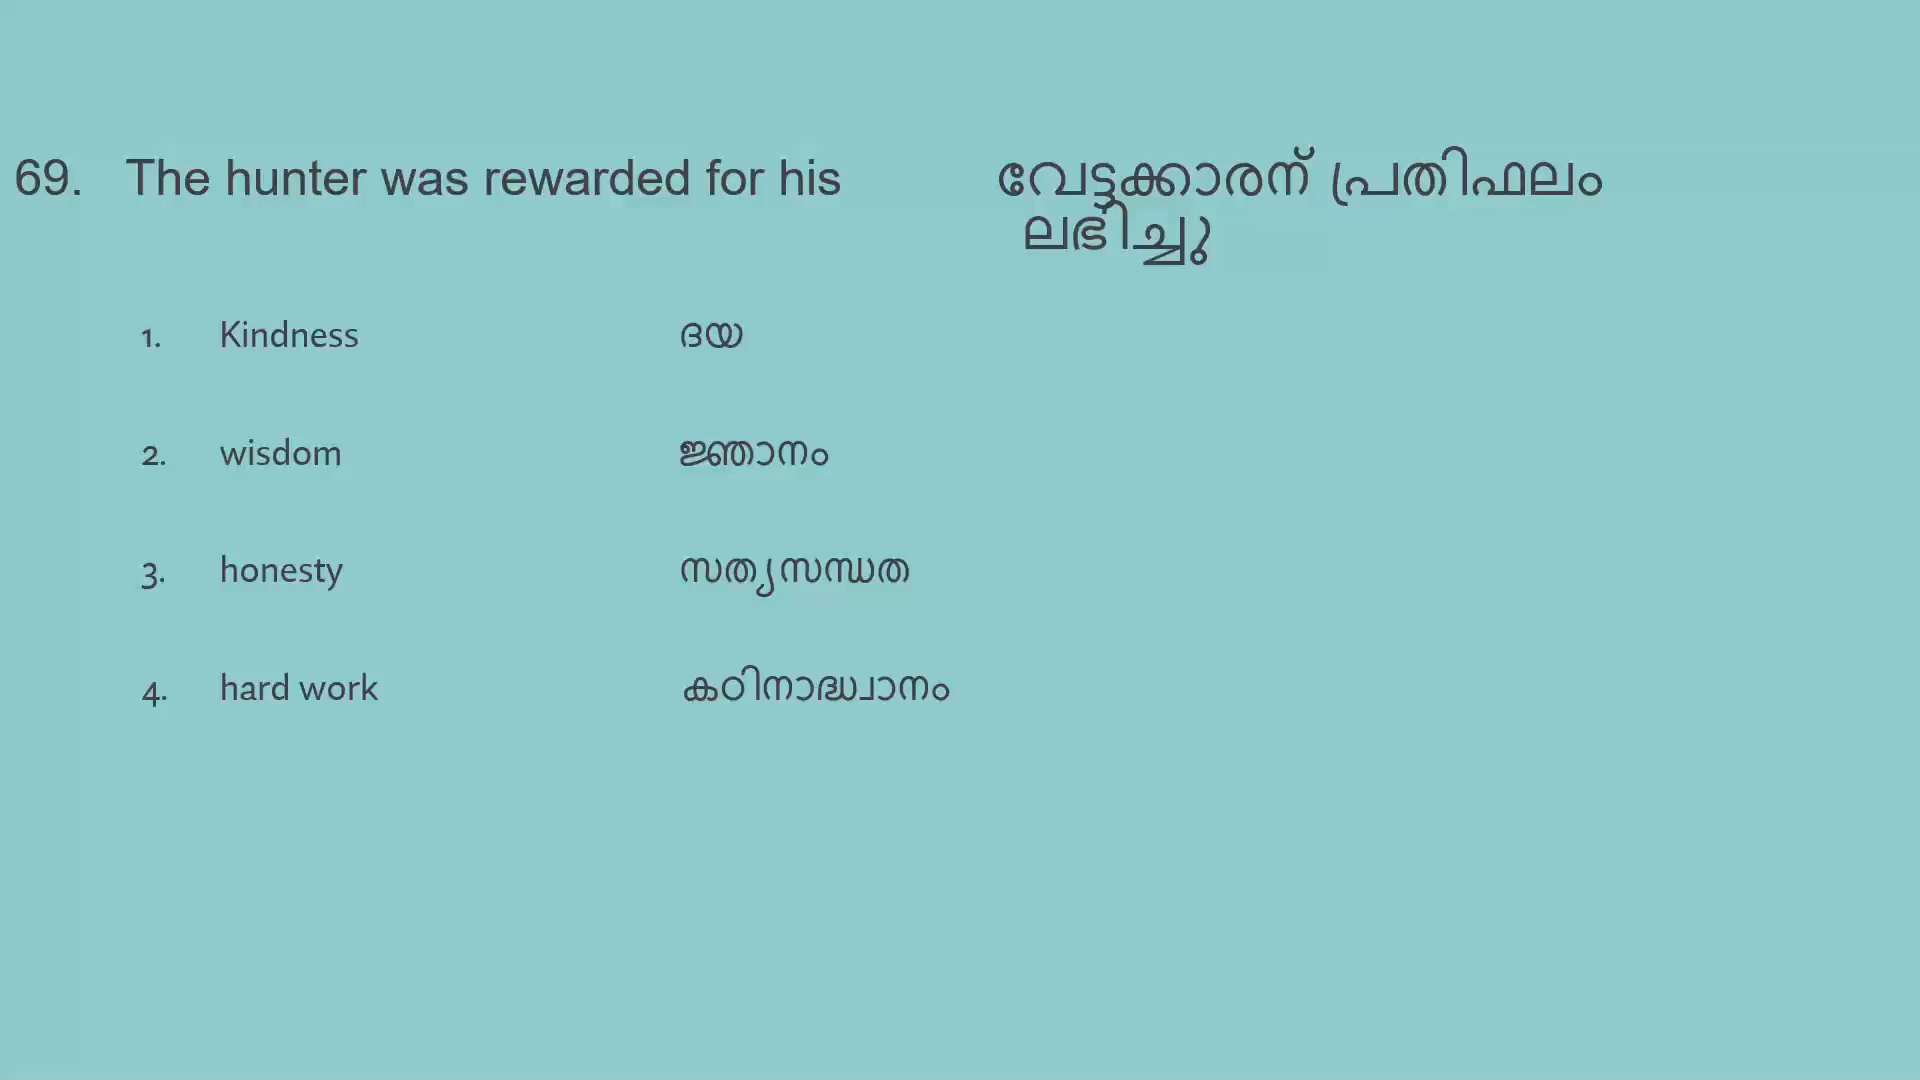 69. The hunter was rewarded for his വേട്ടക്കാരന് പ്രതിഫലം
ലഭിച്ചു
1. Kindness ദയ
2. wisdom ജ്ഞാനം
3. honesty സത്യസന്ധത
4. hard work കഠിനാദ്ധ്വാനം